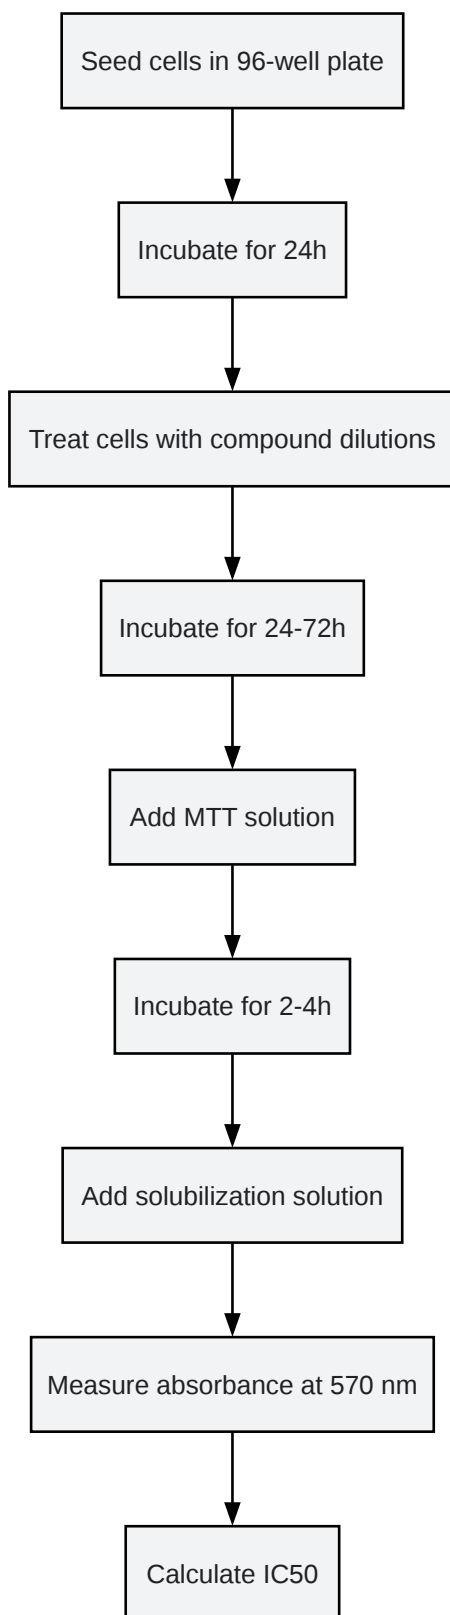 Seed cells in 96-well plate
Incubate for 24h
Treat cells with compound dilutions
Incubate for 24-72h
Add MTT solution
Incubate for 2-4h
Add solubilization solution
Measure absorbance at 570 nm
Calculate IC50